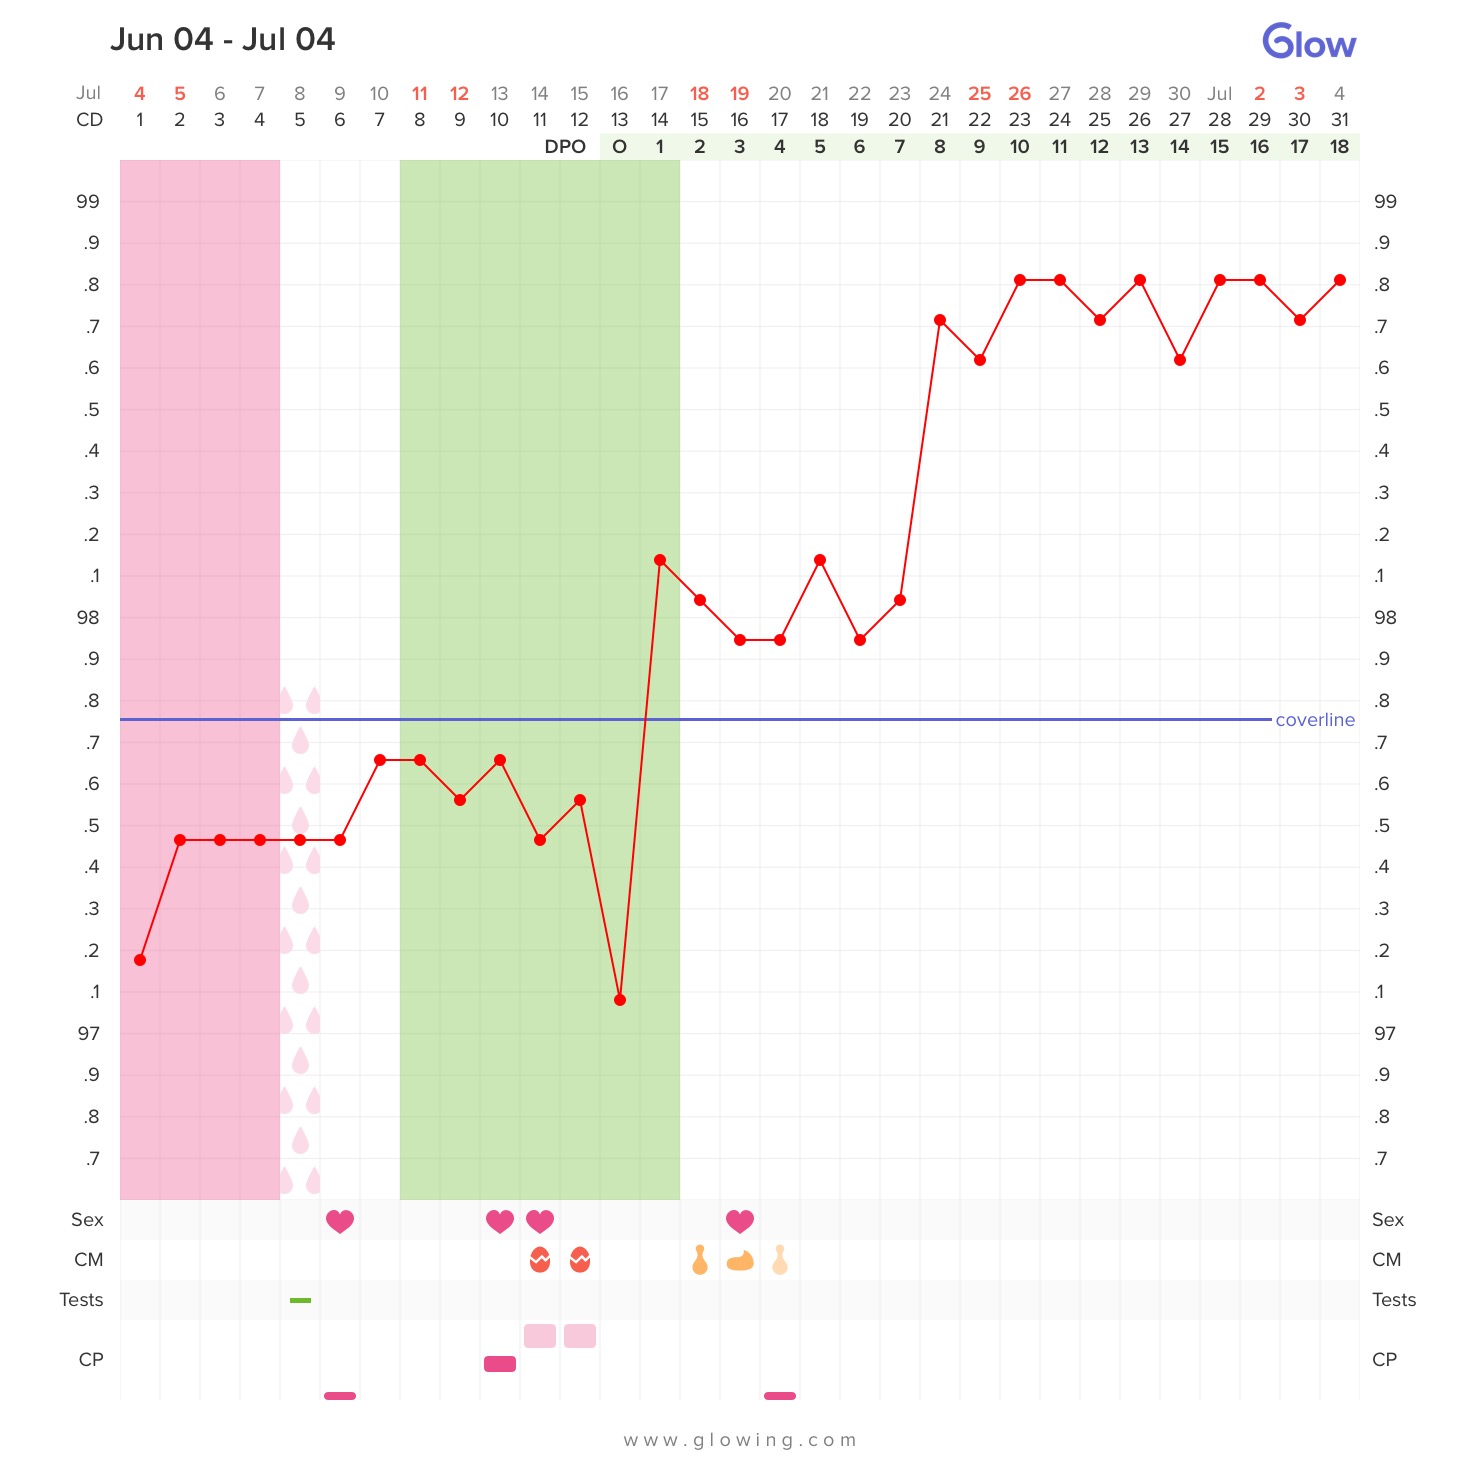 Jun 04 - Jul 04
Glow
Jul 4 5 6 7 8 9 10 11 12 13 14 15 16 17 18 19 20 21 22 23 24 25 26 27 28 29 30 Jul 2 3 4
CD 1 2 3 4 5 6 7 8 9 10 11 12 13 14 15 16 17 18 19 20 21 22 23 24 25 26 27 28 29 30 31
DPO O 1 2 3 4 5 6 7 8 9 10 11 12 13 14 15 16 17 18
99 99
.9 .9
.8 .8
.7 .7
.6 .6
.5 .5
.4 .4
.3 .3
.2 .2
.1 .1
98 98
.9 .9
.8 .8
coverline
.7 .7
.6 .6
.5 .5
.4 .4
.3 .3
.2 .2
.1 .1
97 97
.9 .9
.8 .8
.7 .7
Sex Sex
CM CM
Tests Tests
CP CP
www.glowing.com